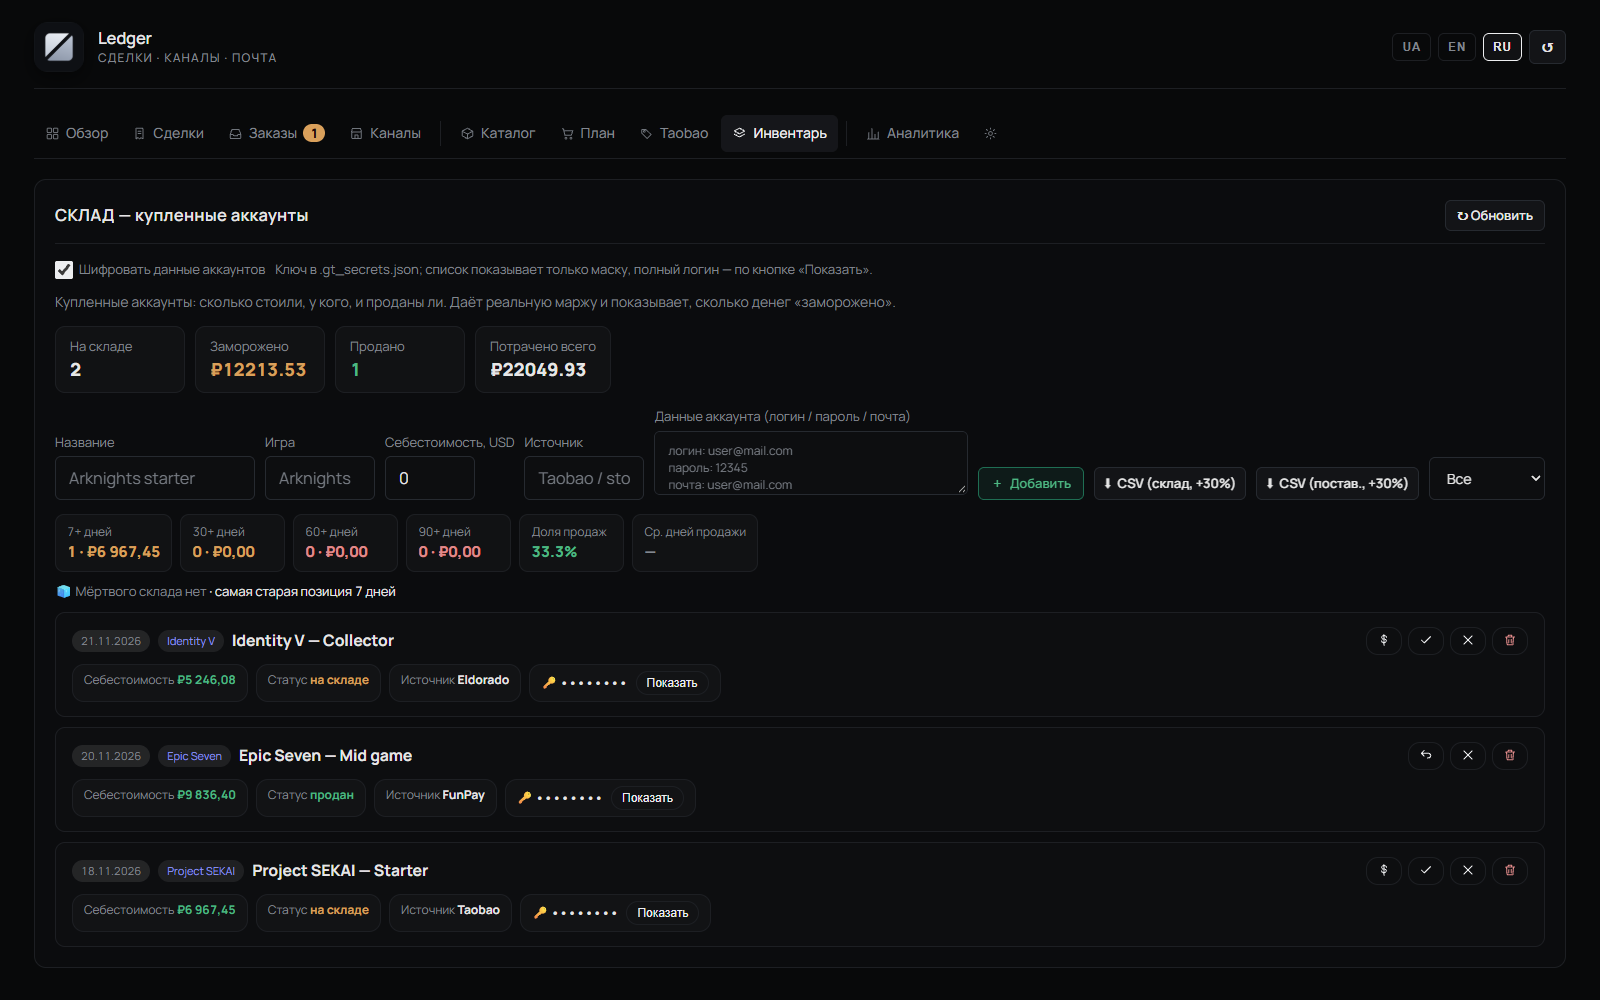 Ledger
СДЕЛКИ · КАНАЛЫ · ПОЧТА
UA EN RU
Обзор Сделки Заказы 1 Каналы Каталог План Taobao Инвентарь Аналитика
СКЛАД — купленные аккаунты
↻ Обновить
Шифровать данные аккаунтов Ключ в .gt_secrets.json; список показывает только маску, полный логин — по кнопке «Показать».
Купленные аккаунты: сколько стоили, у кого, и проданы ли. Даёт реальную маржу и показывает, сколько денег «заморожено».
На складе Заморожено Продано Потрачено всего
2 ₽12213.53 1 ₽22049.93
Данные аккаунта (логин / пароль / почта)
Название Игра Себестоимость, USD Источник
Arknights starter Arknights 0 Taobao / sto
логин: user@mail.com
пароль: 12345
почта: user@mail.com
+ Добавить ⬇ CSV (склад, +30%) ⬇ CSV (постав., +30%) Все
7+ дней 30+ дней 60+ дней 90+ дней Доля продаж Ср. дней продажи
1 · ₽6 967,45 0 · ₽0,00 0 · ₽0,00 0 · ₽0,00 33.3% —
🧊 Мёртвого склада нет · самая старая позиция 7 дней
21.11.2026 Identity V Identity V — Collector $
Себестоимость ₽5 246,08 Статус на складе Источник Eldorado 🔑 •••••••• Показать
20.11.2026 Epic Seven Epic Seven — Mid game
Себестоимость ₽9 836,40 Статус продан Источник FunPay 🔑 •••••••• Показать
18.11.2026 Project SEKAI Project SEKAI — Starter $
Себестоимость ₽6 967,45 Статус на складе Источник Taobao 🔑 •••••••• Показать